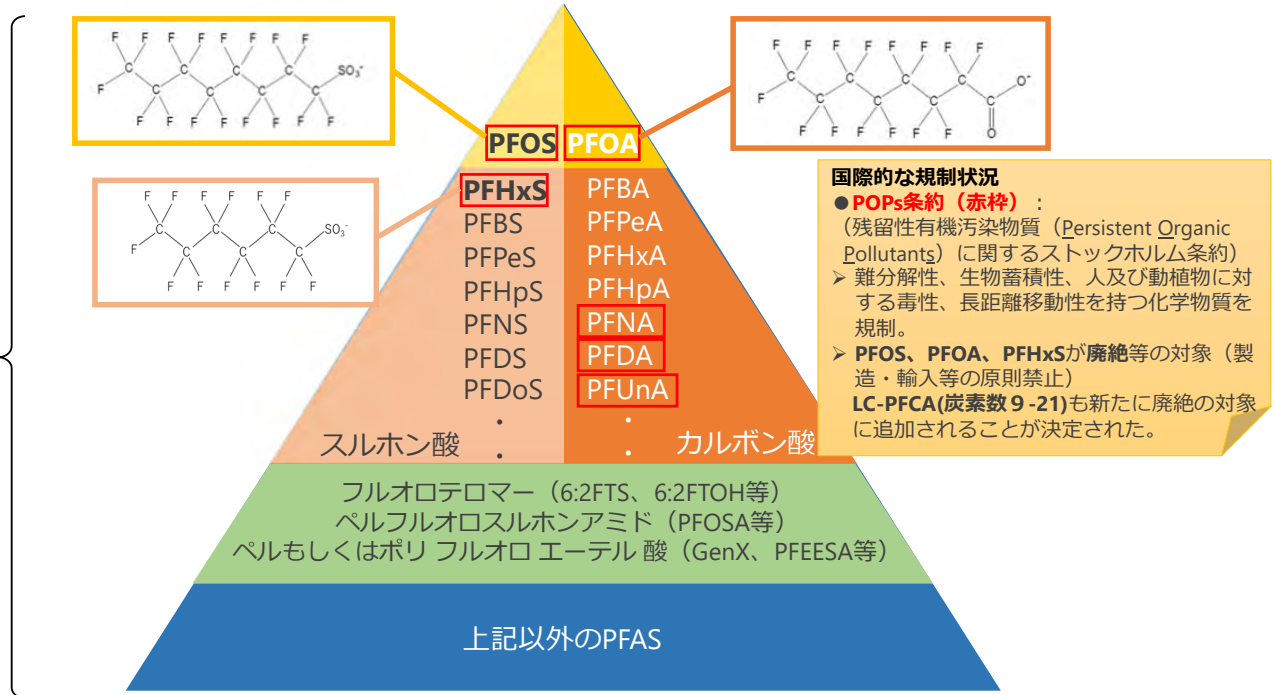 F F F F F F F F
C C C C
F C C C C SO₃⁻
F F F F F F F F
F F F F F F F
C C C C
F C C C C O⁻
F F F F F F F O
PFOS PFOA
F F F F F F
C C C
F C C C SO₃⁻
F F F F F F
PFHxS
PFBS
PFPeS
PFHpS
PFNS
PFDS
PFDoS
・
・
スルホン酸
PFBA
PFPeA
PFHxA
PFHpA
PFNA
PFDA
PFUnA
・
・
カルボン酸
国際的な規制状況
●POPs条約（赤枠）：
（残留性有機汚染物質（Persistent Organic
Pollutants）に関するストックホルム条約）
➢ 難分解性、生物蓄積性、人及び動植物に対
する毒性、長距離移動性を持つ化学物質を
規制。
➢ PFOS、PFOA、PFHxSが廃絶等の対象（製
造・輸入等の原則禁止）
LC-PFCA(炭素数９-21)も新たに廃絶の対象
に追加されることが決定された。
フルオロテロマー（6:2FTS、6:2FTOH等）
ペルフルオロスルホンアミド（PFOSA等）
ペルもしくはポリ フルオロ エーテル 酸（GenX、PFEESA等）
上記以外のPFAS